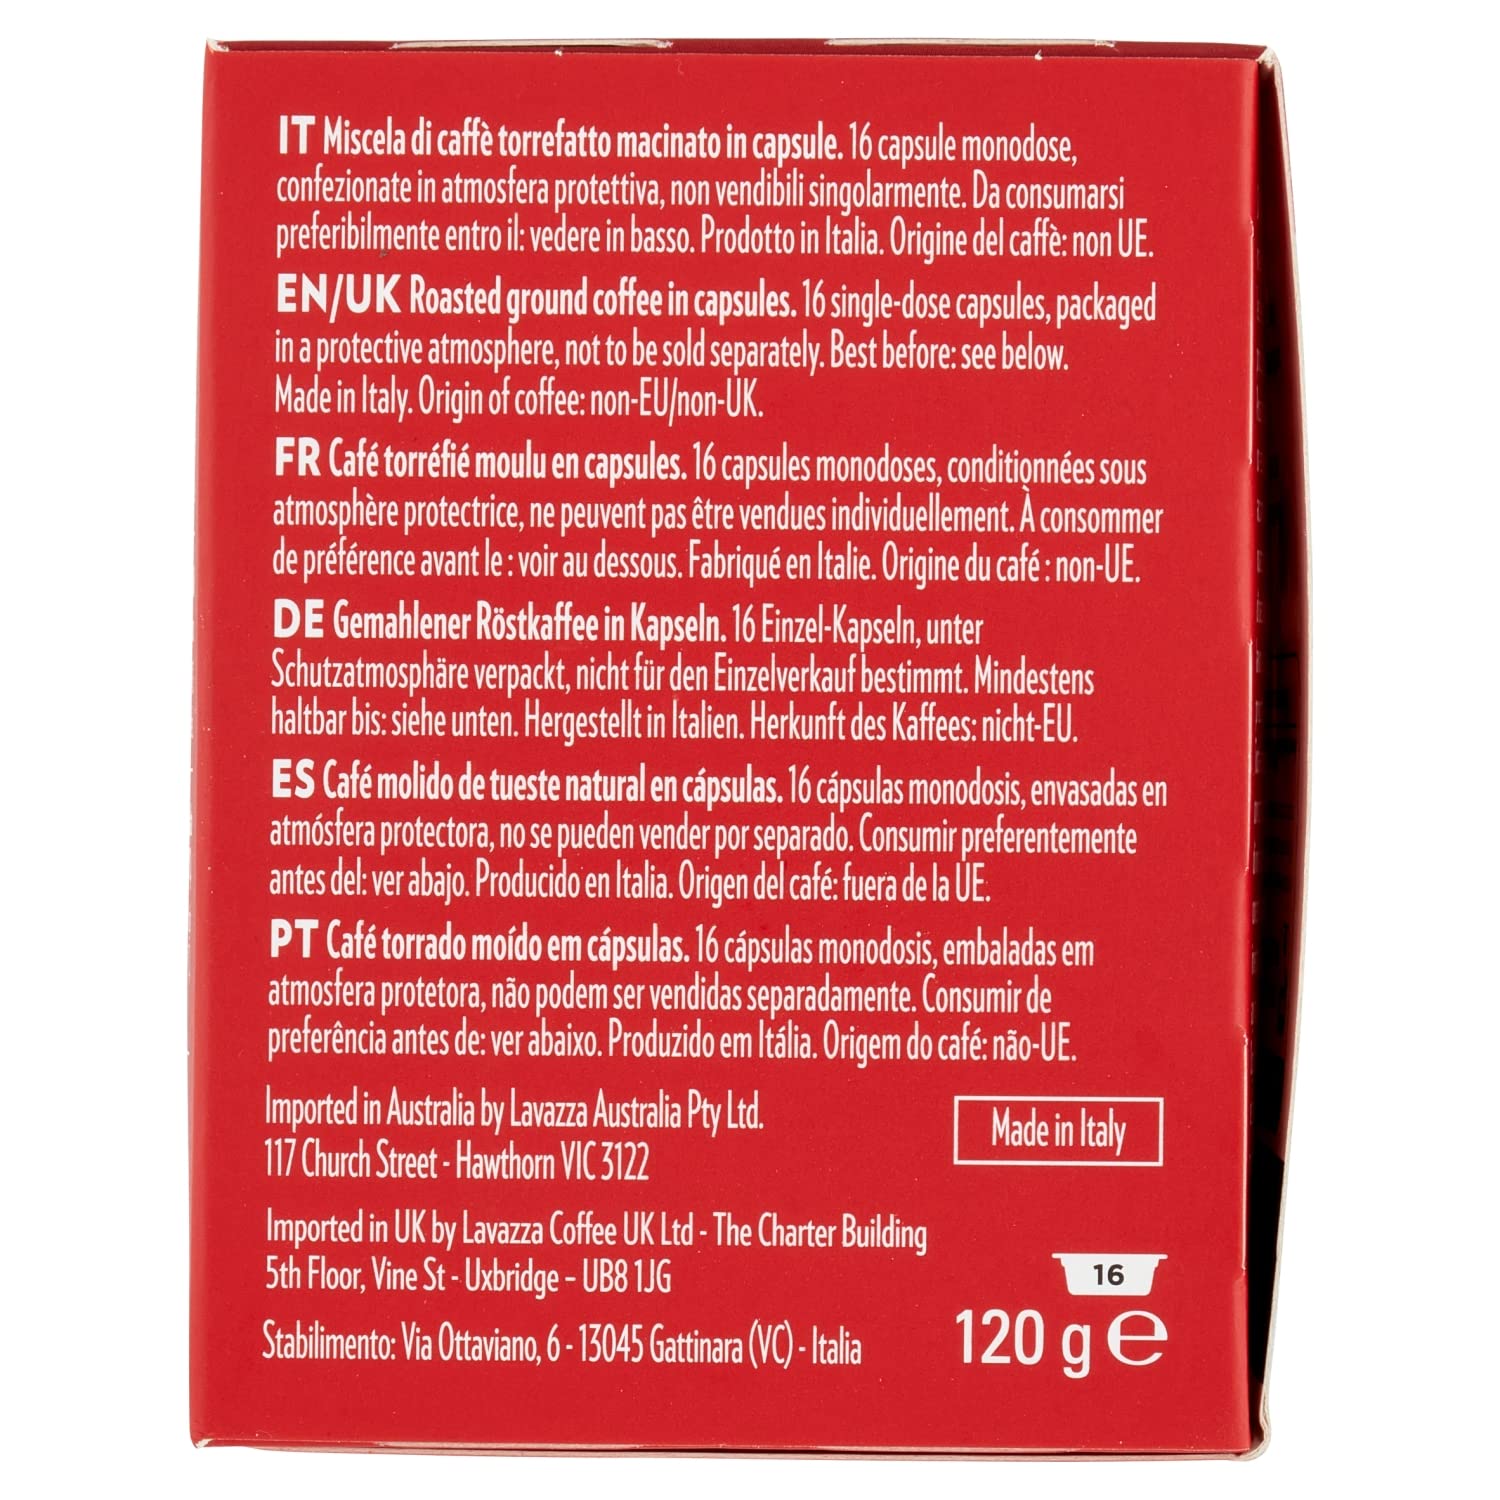 IT Miscela di caffè torrefatto macinato in capsule. 16 capsule monodose,
confezionate in atmosfera protettiva, non vendibili singolarmente. Da consumarsi
preferibilmente entro il: vedere in basso. Prodotto in Italia. Origine del caffè: non UE.
EN/UK Roasted ground coffee in capsules. 16 single-dose capsules, packaged
in a protective atmosphere, not to be sold separately. Best before: see below.
Made in Italy. Origin of coffee: non-EU/non-UK.
FR Café torréfié moulu en capsules. 16 capsules monodoses, conditionnées sous
atmosphère protectrice, ne peuvent pas être vendues individuellement. À consommer
de préférence avant le : voir au dessous. Fabriqué en Italie. Origine du café : non-UE.
DE Gemahlener Röstkaffee in Kapseln. 16 Einzel-Kapseln, unter
Schutzatmosphäre verpackt, nicht für den Einzelverkauf bestimmt. Mindestens
haltbar bis: siehe unten. Hergestellt in Italien. Herkunft des Kaffees: nicht-EU.
ES Café molido de tueste natural en cápsulas. 16 cápsulas monodosis, envasadas en
atmósfera protectora, no se pueden vender por separado. Consumir preferentemente
antes del: ver abajo. Producido en Italia. Origen del café: fuera de la UE.
PT Café torrado moído em cápsulas. 16 cápsulas monodosis, embaladas em
atmosfera protetora, não podem ser vendidas separadamente. Consumir de
preferência antes de: ver abaixo. Produzido em Itália. Origem do café: não-UE.
Imported in Australia by Lavazza Australia Pty Ltd.
117 Church Street - Hawthorn VIC 3122
Made in Italy
Imported in UK by Lavazza Coffee UK Ltd - The Charter Building
5th Floor, Vine St - Uxbridge - UB8 1JG
16
Stabilimento: Via Ottaviano, 6 - 13045 Gattinara (VC) - Italia
120 g ℮